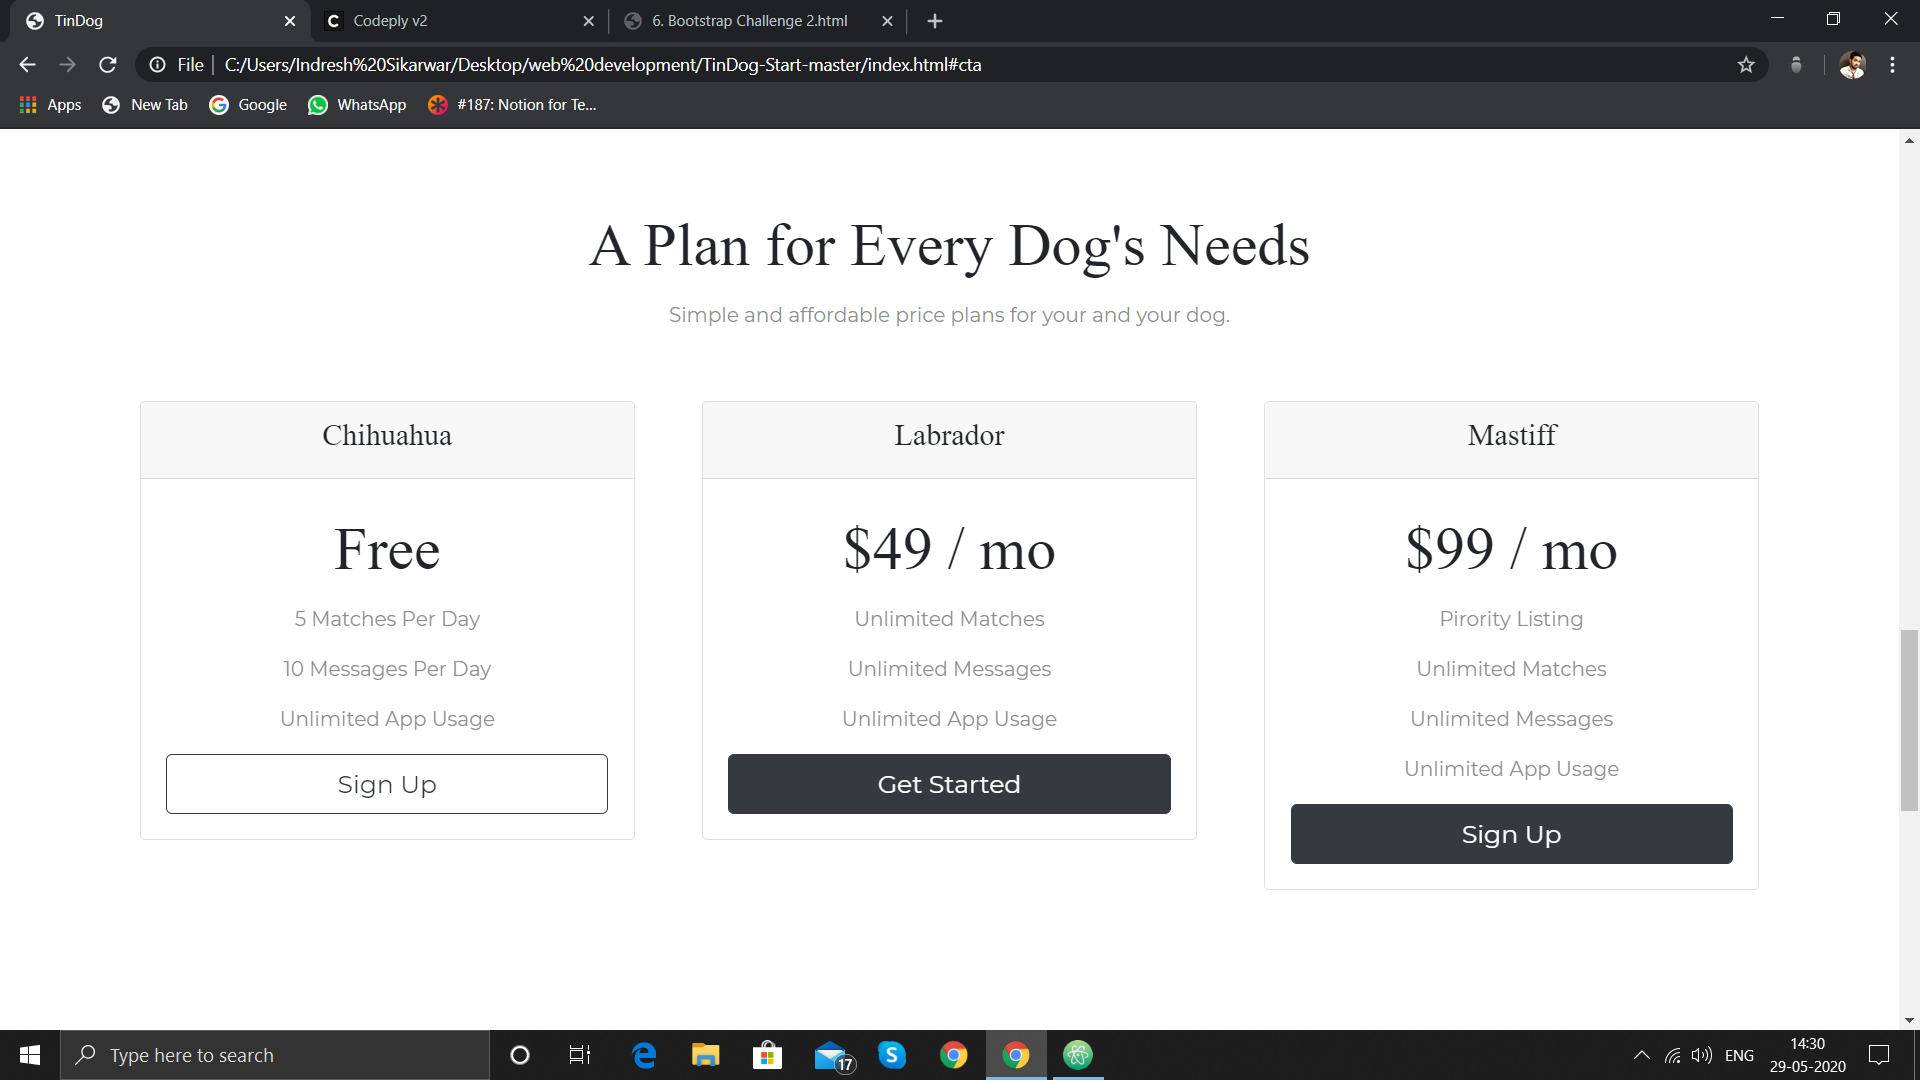 TinDog
Codeply v2
6. Bootstrap Challenge 2.html
File
C:/Users/Indresh%20Sikarwar/Desktop/web%20development/TinDog-Start-master/index.html#cta
Apps
New Tab
Google
WhatsApp
#187: Notion for Te...
A Plan for Every Dog's Needs
Simple and affordable price plans for your and your dog.
Chihuahua
Free
5 Matches Per Day
10 Messages Per Day
Unlimited App Usage
Sign Up
Labrador
$49 / mo
Unlimited Matches
Unlimited Messages
Unlimited App Usage
Get Started
Mastiff
$99 / mo
Pirority Listing
Unlimited Matches
Unlimited Messages
Unlimited App Usage
Sign Up
Type here to search
17
ENG
14:30
29-05-2020